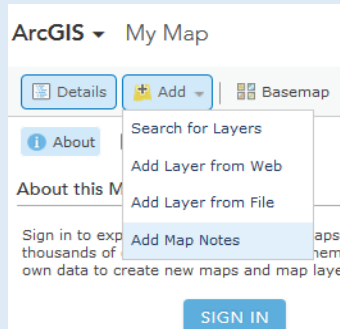 ArcGIS My Map
Details Add Basemap
About
Search for Layers
Add Layer from Web
Add Layer from File
Add Map Notes
About this M
Sign in to exp
thousands of
own data to create new maps and map laye
SIGN IN